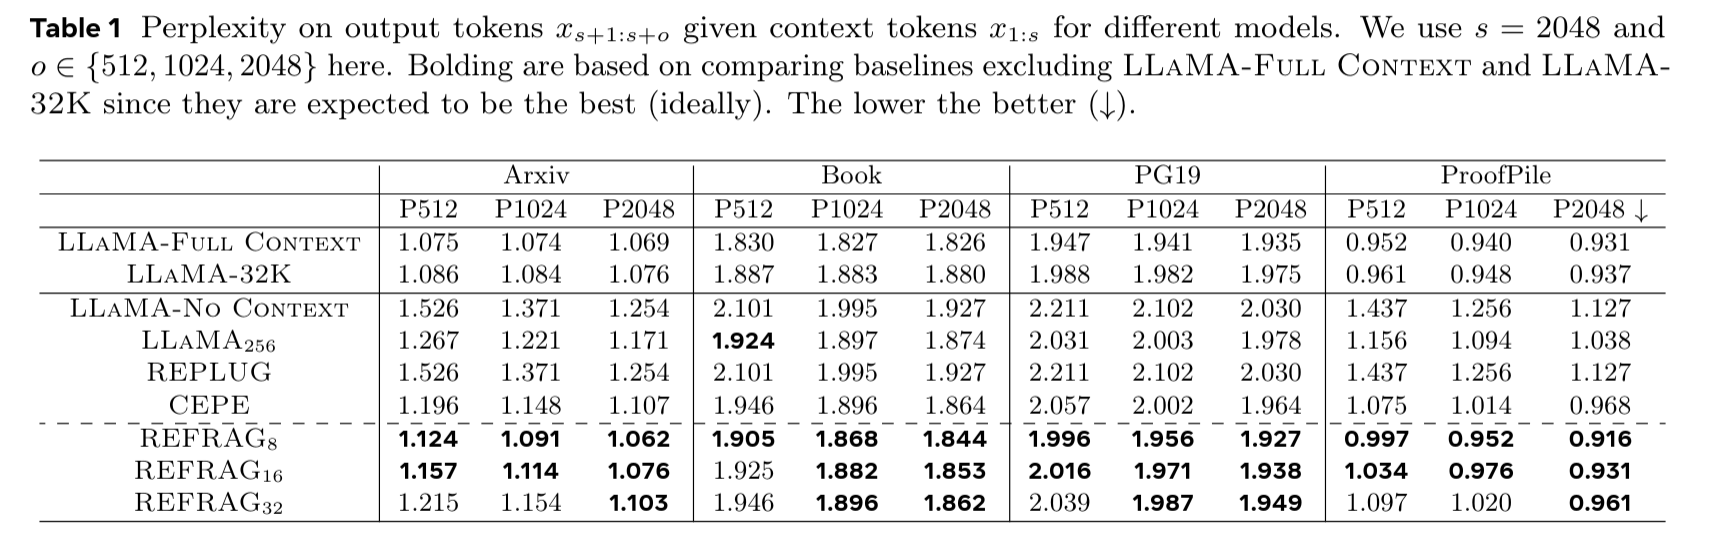 Table 1 Perplexity on output tokens x_{s+1:s+o} given context tokens x_{1:s} for different models. We use s = 2048 and
o ∈ {512, 1024, 2048} here. Bolding are based on comparing baselines excluding LLAMA-FULL CONTEXT and LLAMA-
32K since they are expected to be the best (ideally). The lower the better (↓).
Arxiv Book PG19 ProofPile
P512 P1024 P2048 P512 P1024 P2048 P512 P1024 P2048 P512 P1024 P2048 ↓
LLAMA-FULL CONTEXT 1.075 1.074 1.069 1.830 1.827 1.826 1.947 1.941 1.935 0.952 0.940 0.931
LLAMA-32K 1.086 1.084 1.076 1.887 1.883 1.880 1.988 1.982 1.975 0.961 0.948 0.937
LLAMA-NO CONTEXT 1.526 1.371 1.254 2.101 1.995 1.927 2.211 2.102 2.030 1.437 1.256 1.127
LLAMA_{256} 1.267 1.221 1.171 1.924 1.897 1.874 2.031 2.003 1.978 1.156 1.094 1.038
REPLUG 1.526 1.371 1.254 2.101 1.995 1.927 2.211 2.102 2.030 1.437 1.256 1.127
CEPE 1.196 1.148 1.107 1.946 1.896 1.864 2.057 2.002 1.964 1.075 1.014 0.968
REFRAG_{8} 1.124 1.091 1.062 1.905 1.868 1.844 1.996 1.956 1.927 0.997 0.952 0.916
REFRAG_{16} 1.157 1.114 1.076 1.925 1.882 1.853 2.016 1.971 1.938 1.034 0.976 0.931
REFRAG_{32} 1.215 1.154 1.103 1.946 1.896 1.862 2.039 1.987 1.949 1.097 1.020 0.961